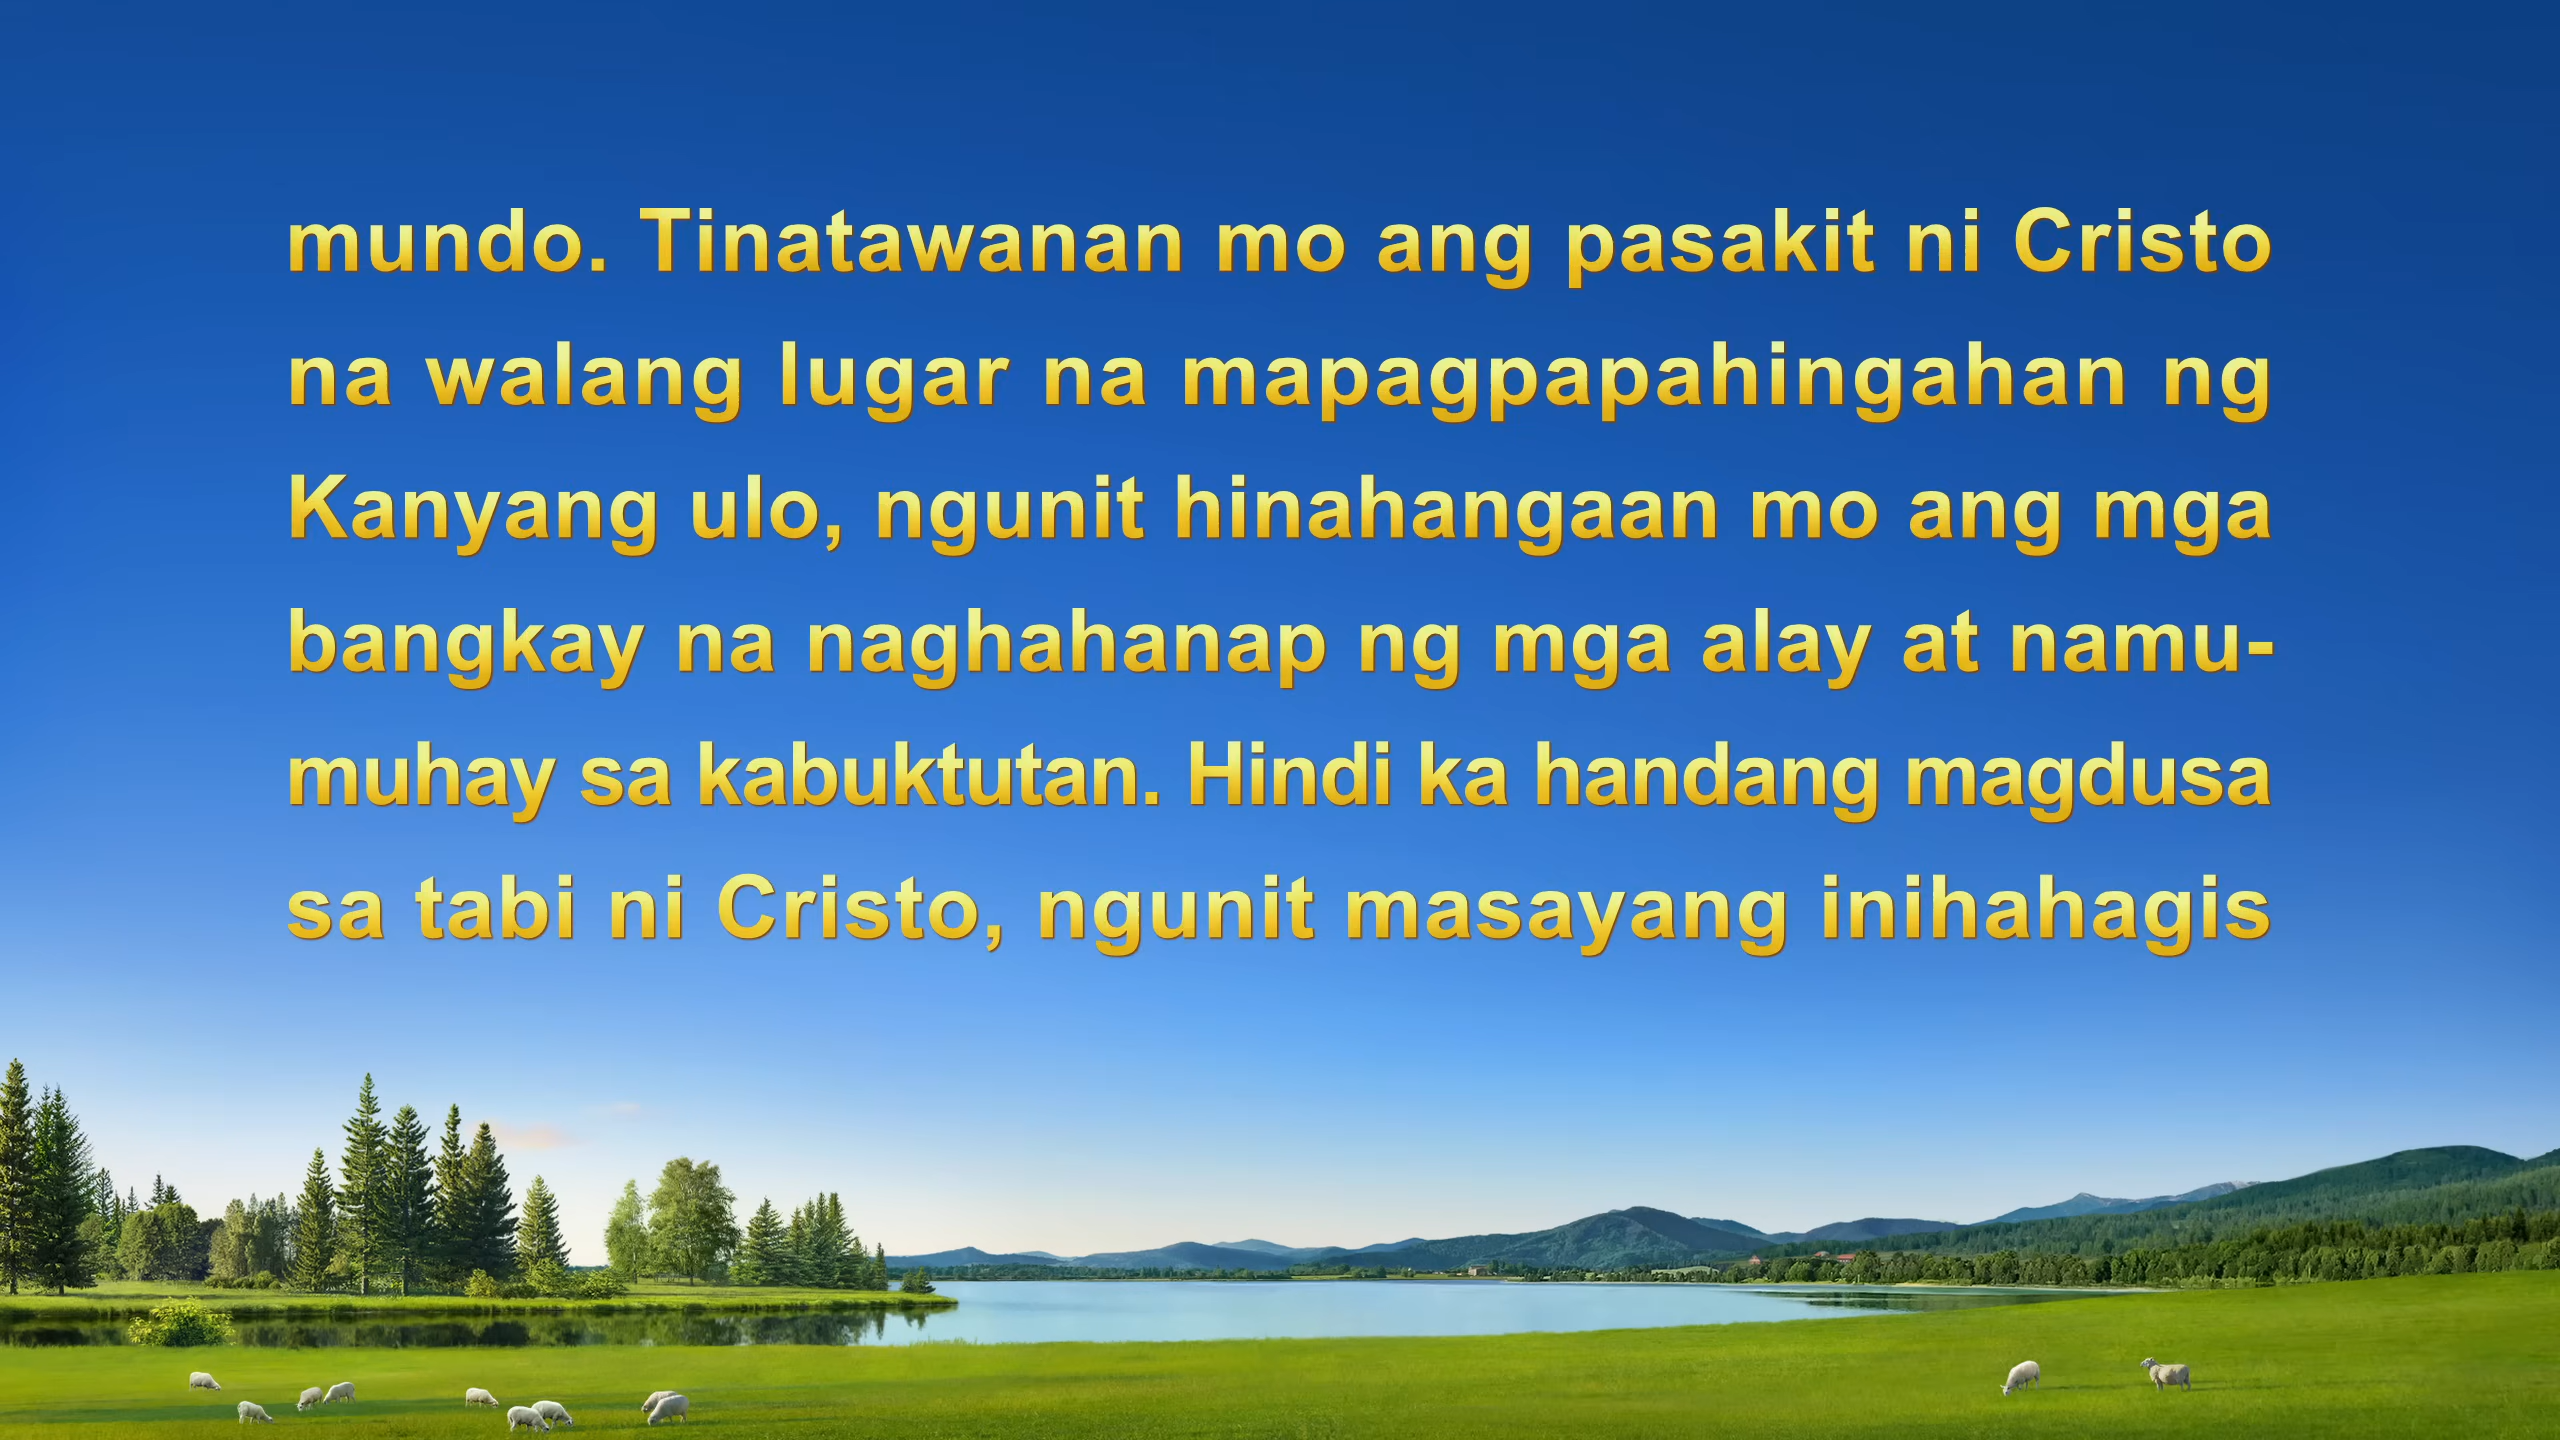 mundo. Tinatawanan mo ang pasakit ni Cristo
na walang lugar na mapagpapahingahan ng
Kanyang ulo, ngunit hinahangaan mo ang mga
bangkay na naghahanap ng mga alay at namu-
muhay sa kabuktutan. Hindi ka handang magdusa
sa tabi ni Cristo, ngunit masayang inihahagis